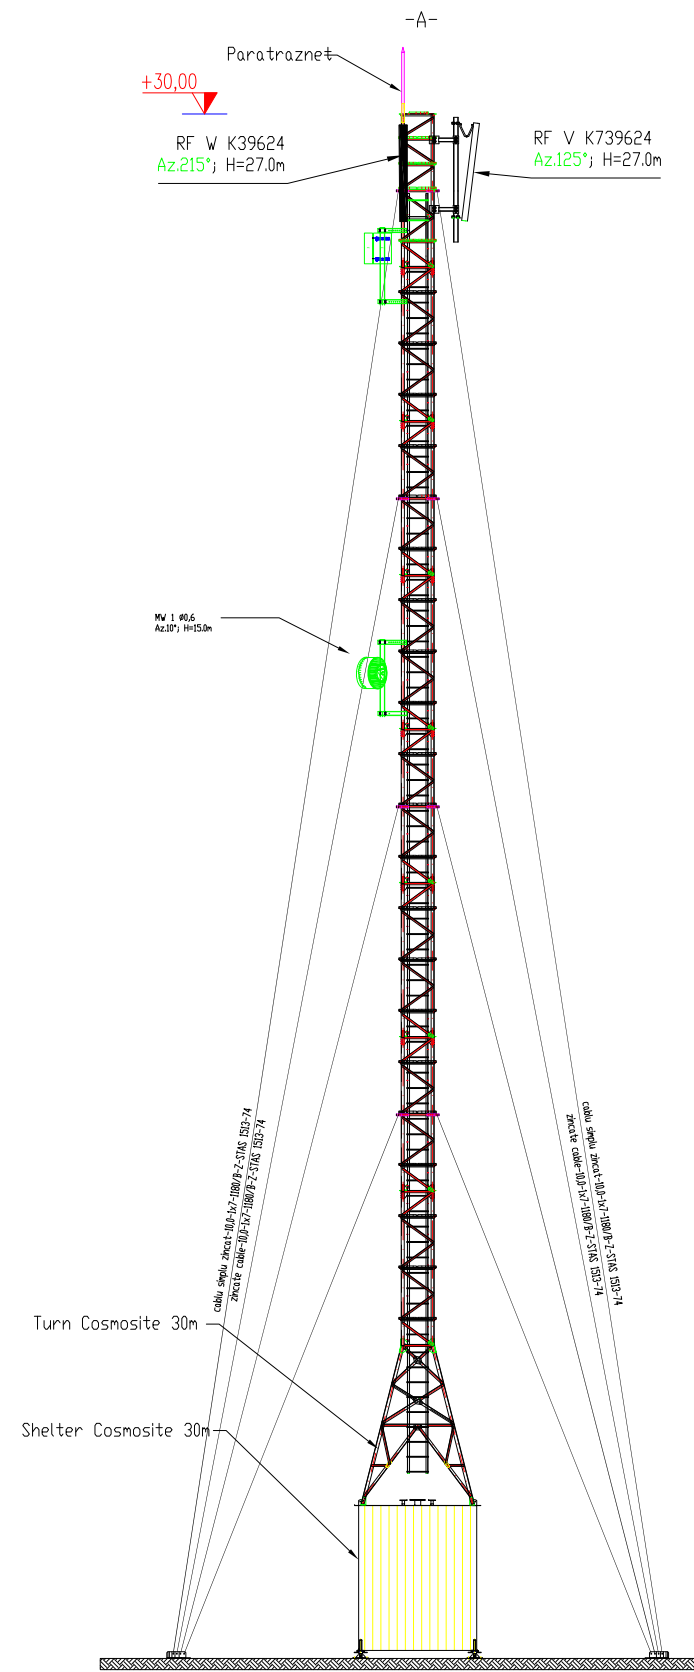 -A-
Paratraznet
+30,00
RF W K39624
Az.215°; H=27.0m
RF V K739624
Az.125°; H=27.0m
MW 1 Ø0,6
Az.10°; H=15.0m
cablu simplu zincat-10,0-1x7-1180/B-Z-STAS 1513-74
zincate cable-10,0-1x7-1180/B-Z-STAS 1513-74
cablu simplu zincat-10,0-1x7-1180/B-Z-STAS 1513-74
zincate cable-10,0-1x7-1180/B-Z-STAS 1513-74
Turn Cosmosite 30m
Shelter Cosmosite 30m